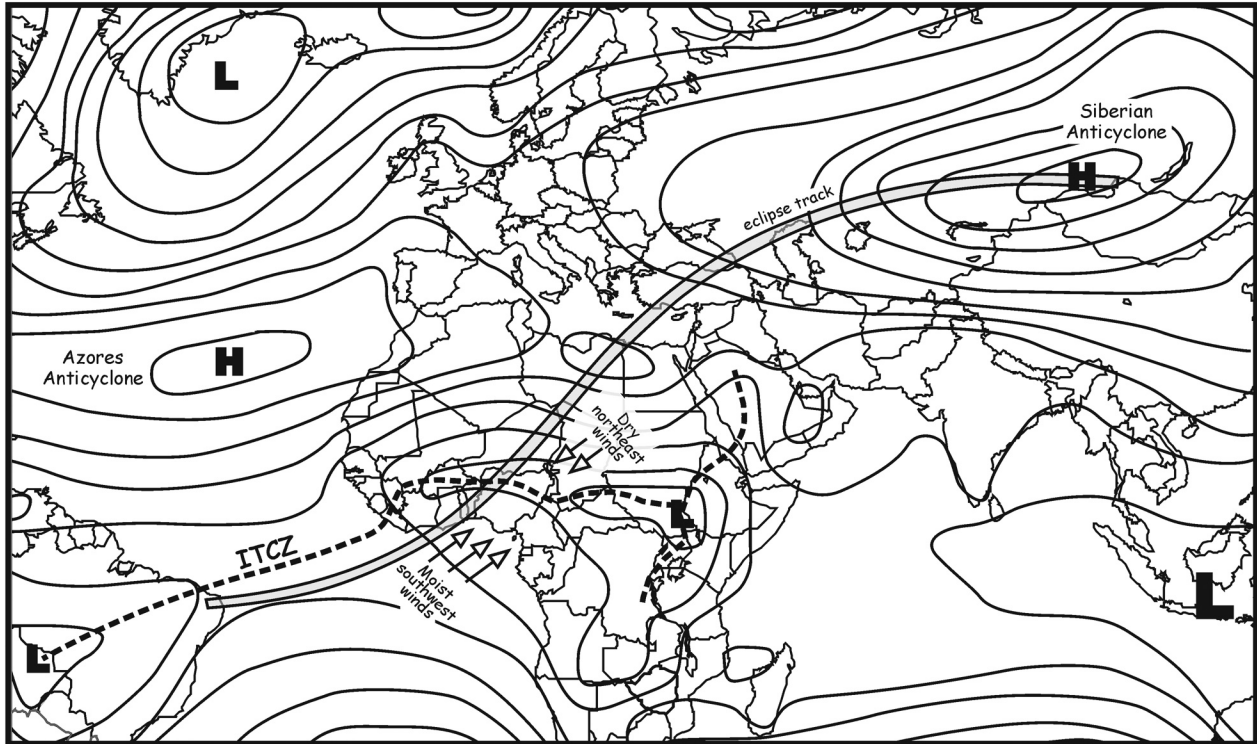 L
Siberian
Anticyclone
H
eclipse track
Azores
Anticyclone
H
Dry
northeast
winds
L
ITCZ
Moist
southwest
winds
L
L